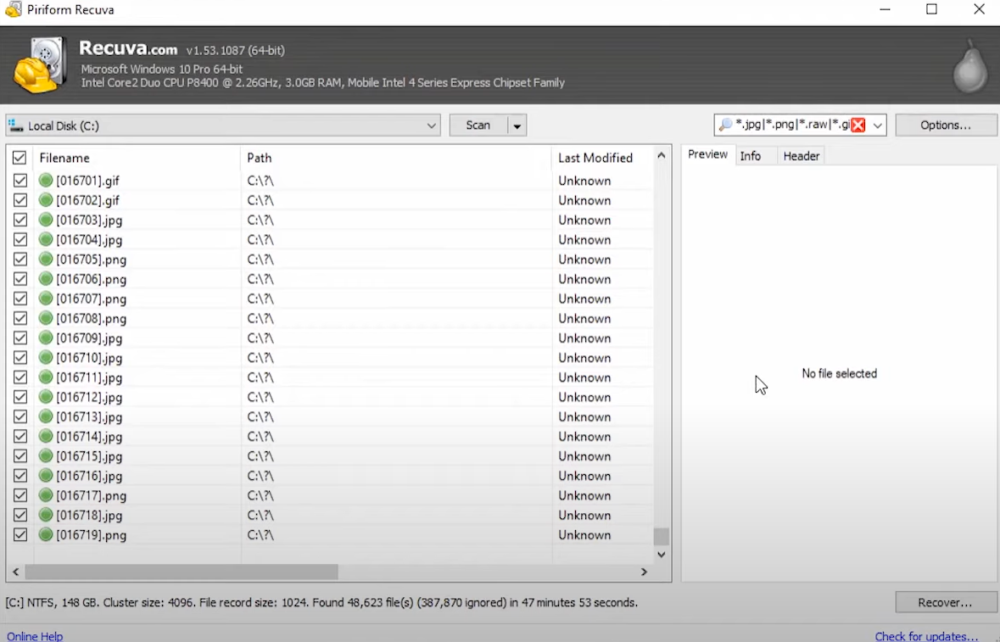 Piriform Recuva
Recuva.com v1.53.1087 (64-bit)
Microsoft Windows 10 Pro 64-bit
Intel Core2 Duo CPU P8400 @ 2.26GHz, 3.0GB RAM, Mobile Intel 4 Series Express Chipset Family
Local Disk (C:) Scan *.jpg|*.png|*.raw|*.gi Options...
Filename Path Last Modified Preview Info Header
[016701].gif C:\?\ Unknown
[016702].gif C:\?\ Unknown
[016703].jpg C:\?\ Unknown
[016704].jpg C:\?\ Unknown
[016705].png C:\?\ Unknown
[016706].png C:\?\ Unknown
[016707].png C:\?\ Unknown
[016708].png C:\?\ Unknown
[016709].jpg C:\?\ Unknown
[016710].jpg C:\?\ Unknown
[016711].jpg C:\?\ Unknown
[016712].jpg C:\?\ Unknown
[016713].jpg C:\?\ Unknown
[016714].jpg C:\?\ Unknown
[016715].jpg C:\?\ Unknown
[016716].jpg C:\?\ Unknown
[016717].png C:\?\ Unknown
[016718].jpg C:\?\ Unknown
[016719].png C:\?\ Unknown
No file selected
[C:] NTFS, 148 GB. Cluster size: 4096. File record size: 1024. Found 48,623 file(s) (387,870 ignored) in 47 minutes 53 seconds. Recover...
Online Help Check for updates...